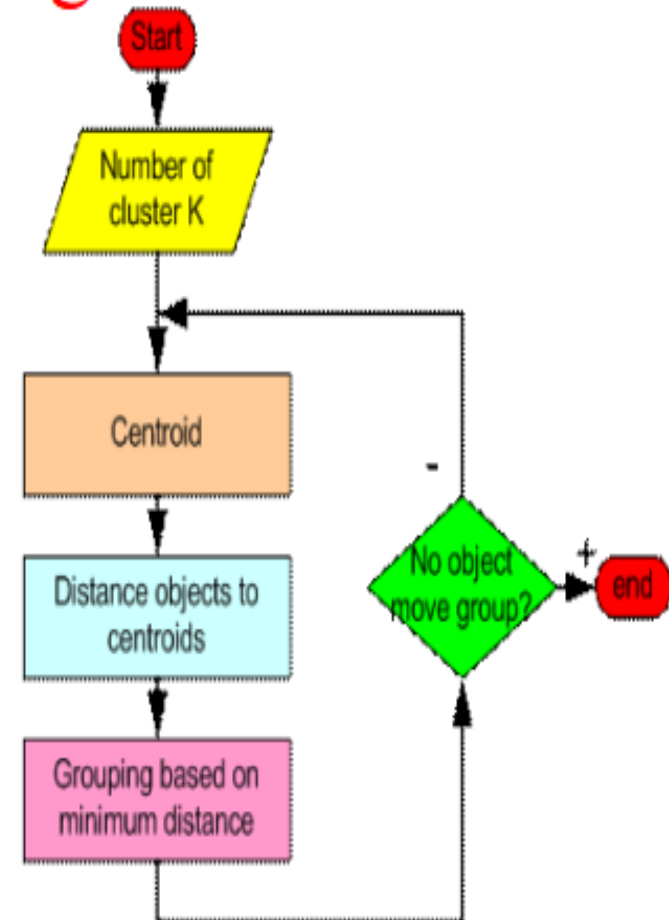 Start
Number of
cluster K
Centroid
-
Distance objects to
centroids
No object
move group?
+
end
Grouping based on
minimum distance